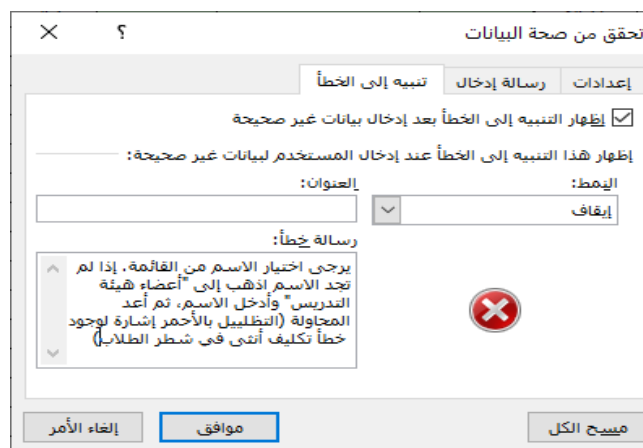 تحقق من صحة البيانات
؟
إعدادات
رسالة إدخال
تنبيه إلى الخطأ
إظهار التنبيه إلى الخطأ بعد إدخال بيانات غير صحيحة
إظهار هذا التنبيه إلى الخطأ عند إدخال المستخدم لبيانات غير صحيحة:
النمط:
إيقاف
العنوان:
رسالة خطأ:
يرجى اختيار الاسم من القائمة. إذا لم
تجد الاسم اذهب إلى "أعضاء هيئة
التدريس" وأدخل الاسم، ثم أعد
المحاولة (التظلييل بالأحمر إشارة لوجود
خطأ تكليف أنثى في شطر الطلاب)
مسح الكل
موافق
إلغاء الأمر